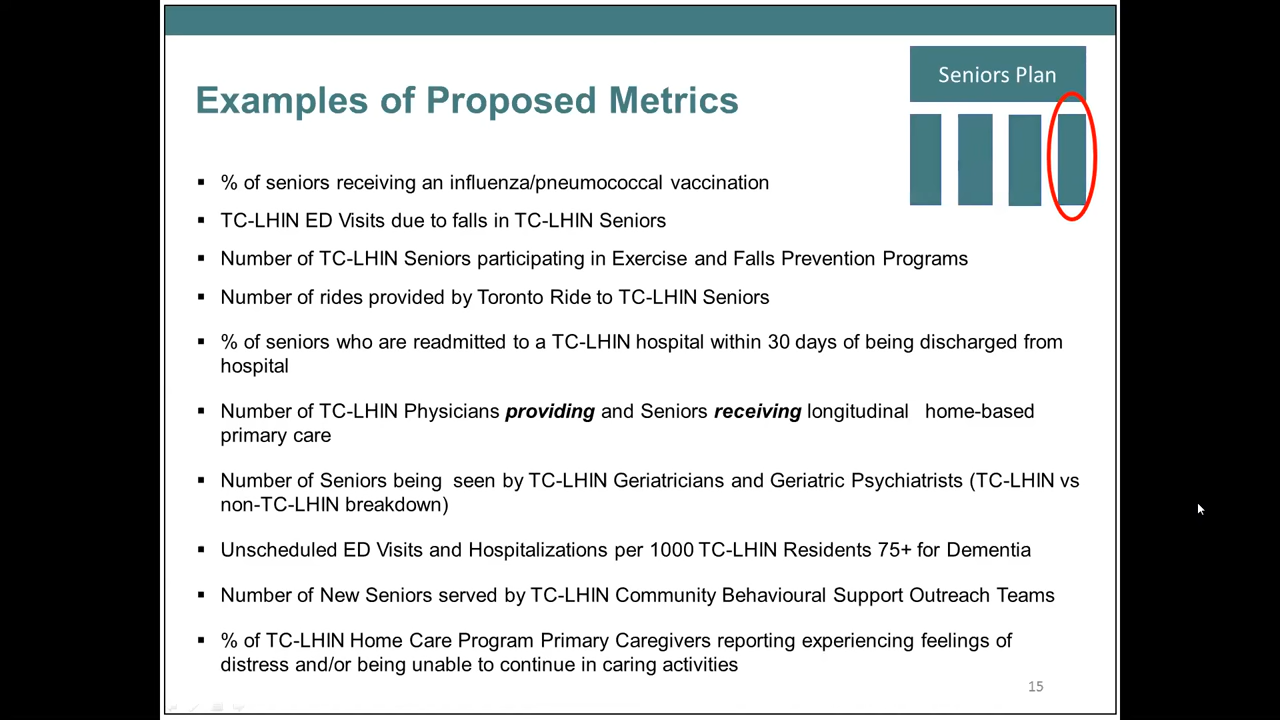 Seniors Plan
Examples of Proposed Metrics
▪ % of seniors receiving an influenza/pneumococcal vaccination
▪ TC-LHIN ED Visits due to falls in TC-LHIN Seniors
▪ Number of TC-LHIN Seniors participating in Exercise and Falls Prevention Programs
▪ Number of rides provided by Toronto Ride to TC-LHIN Seniors
▪ % of seniors who are readmitted to a TC-LHIN hospital within 30 days of being discharged from
hospital
▪ Number of TC-LHIN Physicians providing and Seniors receiving longitudinal home-based
primary care
▪ Number of Seniors being seen by TC-LHIN Geriatricians and Geriatric Psychiatrists (TC-LHIN vs
non-TC-LHIN breakdown)
▪ Unscheduled ED Visits and Hospitalizations per 1000 TC-LHIN Residents 75+ for Dementia
▪ Number of New Seniors served by TC-LHIN Community Behavioural Support Outreach Teams
▪ % of TC-LHIN Home Care Program Primary Caregivers reporting experiencing feelings of
distress and/or being unable to continue in caring activities
15